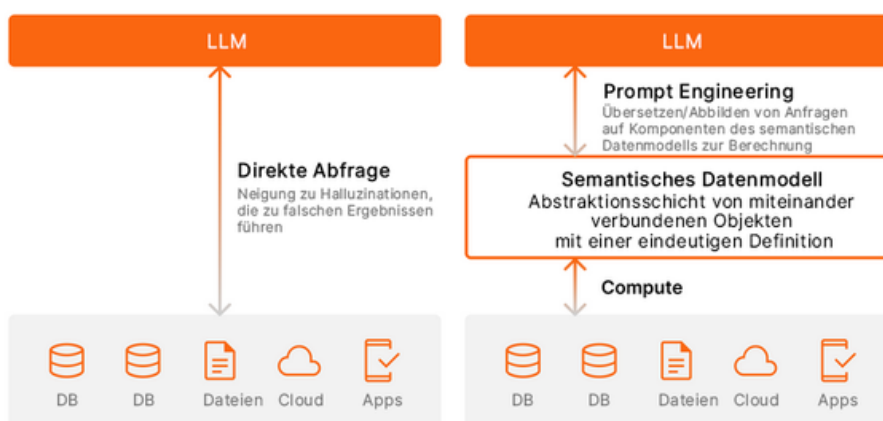 LLM
Direkte Abfrage
Neigung zu Halluzinationen,
die zu falschen Ergebnissen
führen
DB
DB
Dateien
Cloud
Apps
LLM
Prompt Engineering
Übersetzen/Abbilden von Anfragen
auf Komponenten des semantischen
Datenmodells zur Berechnung
Semantisches Datenmodell
Abstraktionsschicht von miteinander
verbundenen Objekten
mit einer eindeutigen Definition
Compute
DB
DB
Dateien
Cloud
Apps